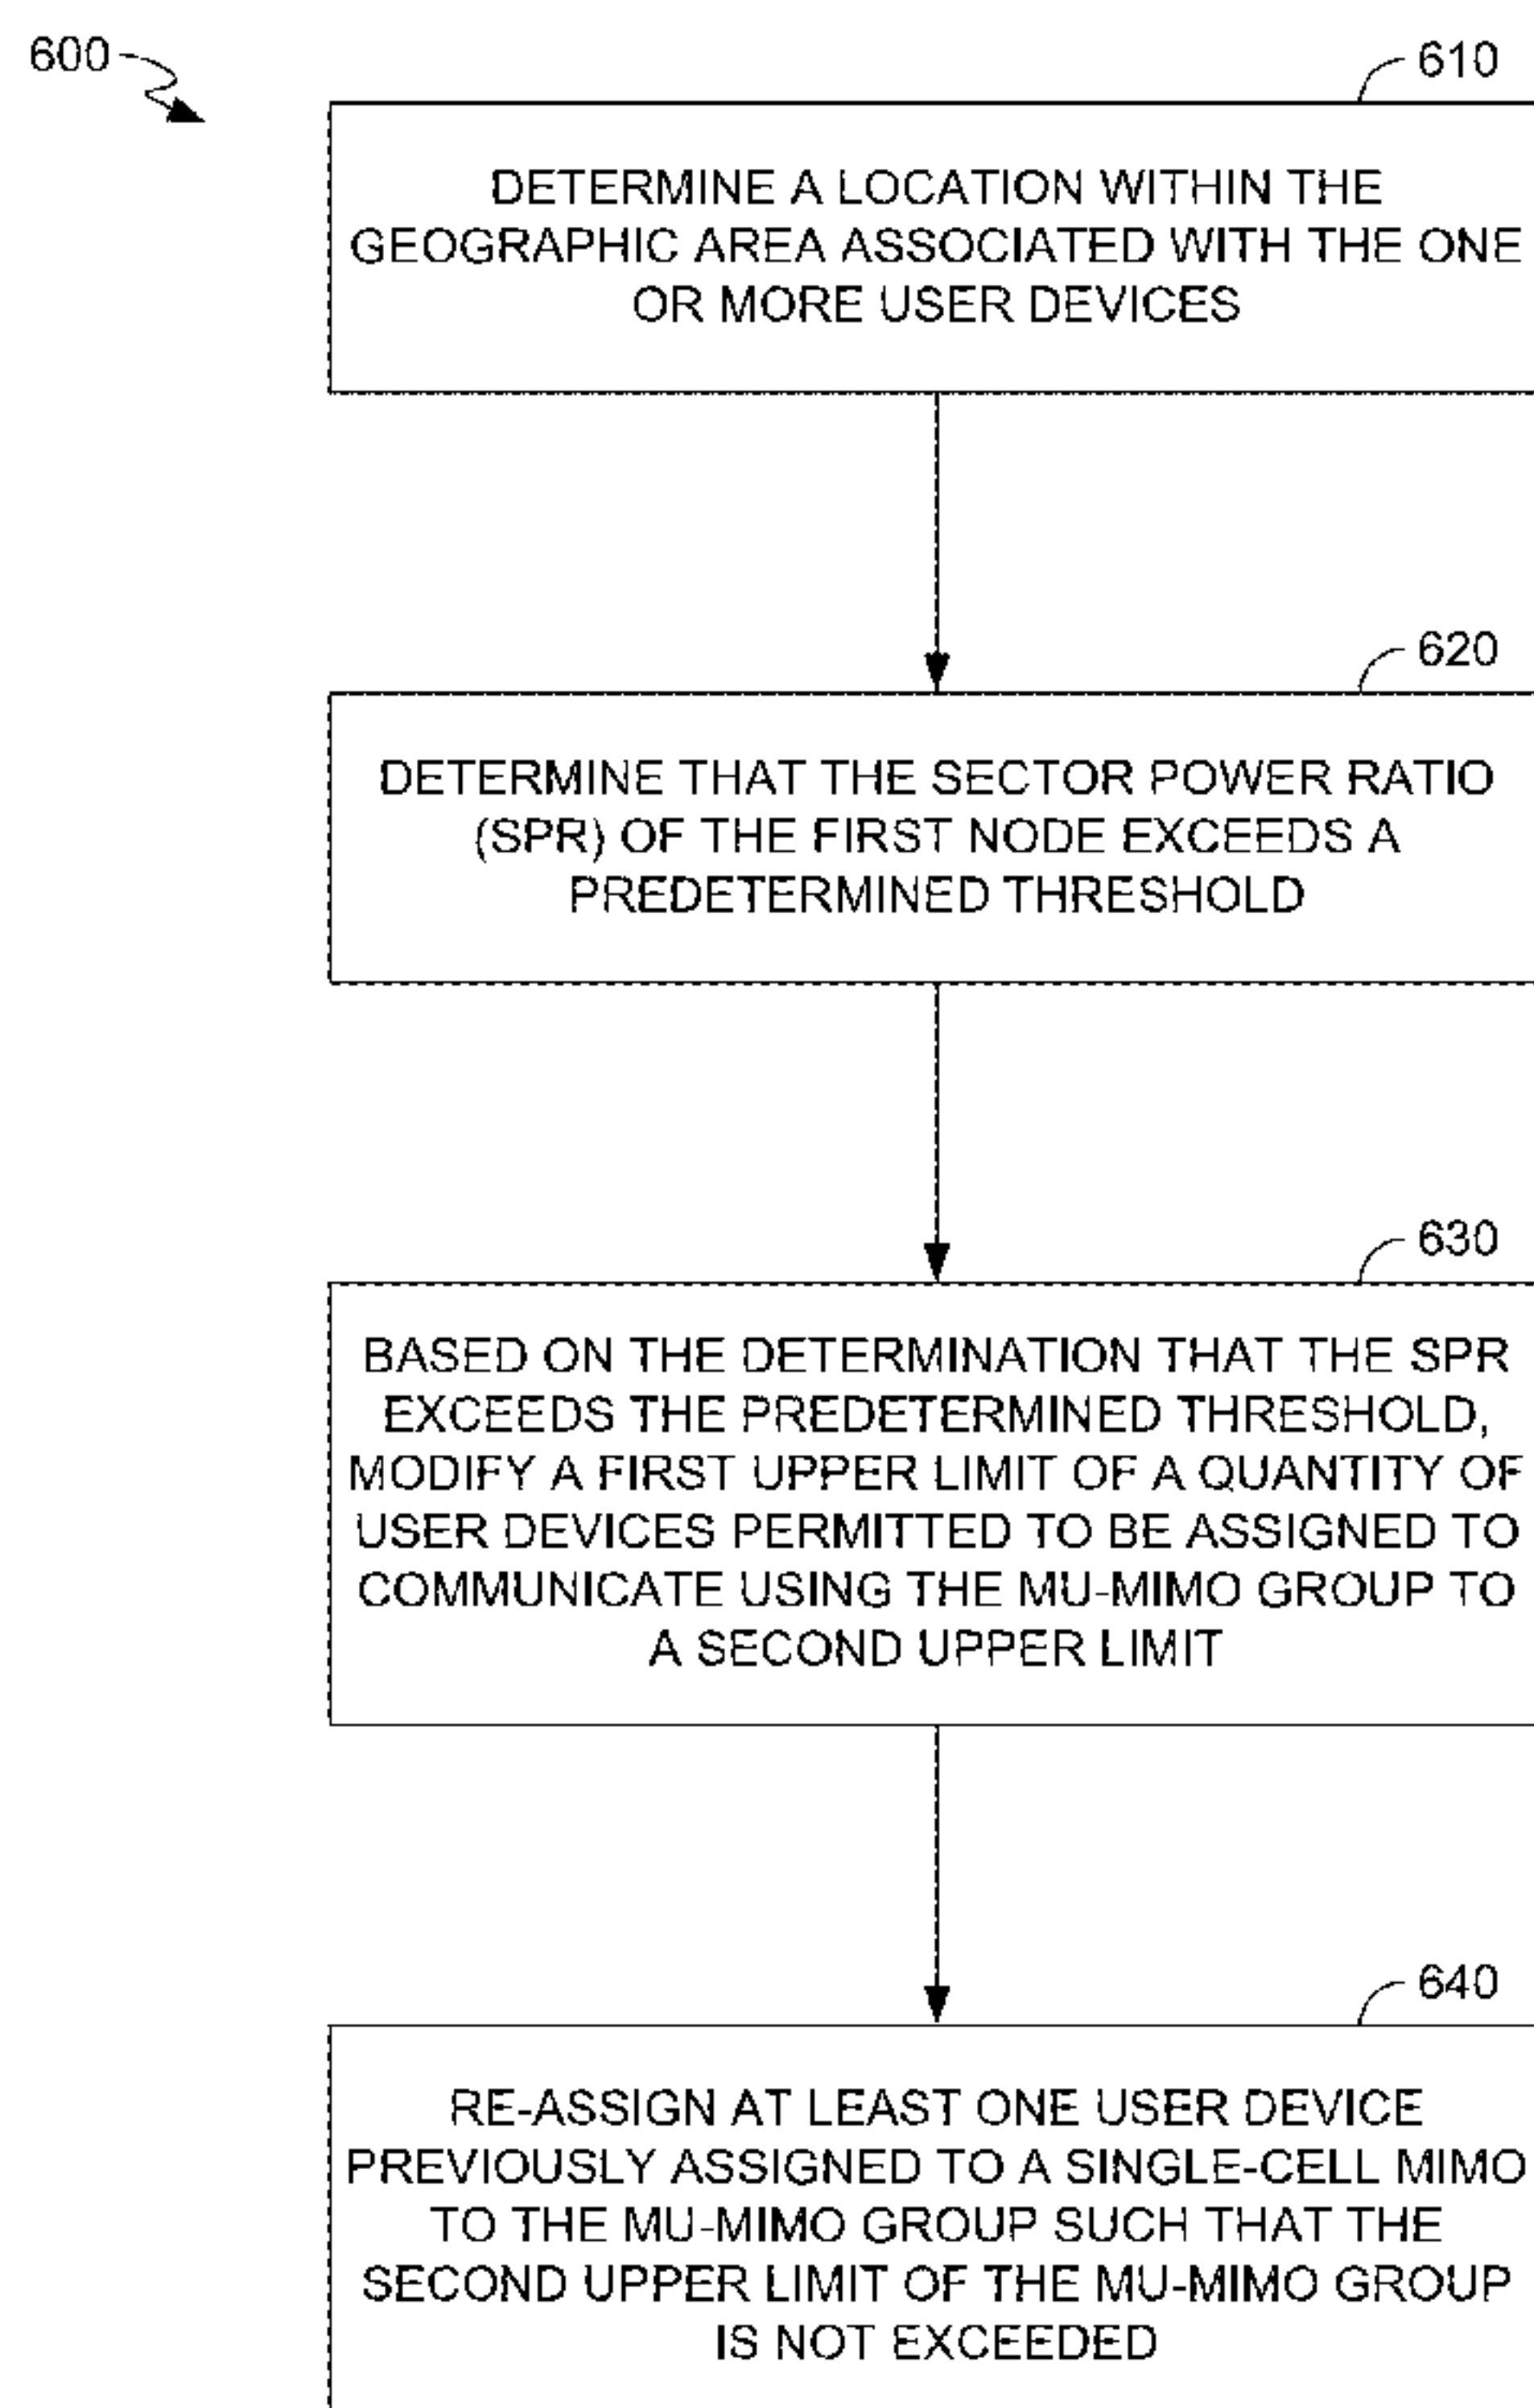 600
610
DETERMINE A LOCATION WITHIN THE
GEOGRAPHIC AREA ASSOCIATED WITH THE ONE
OR MORE USER DEVICES
620
DETERMINE THAT THE SECTOR POWER RATIO
(SPR) OF THE FIRST NODE EXCEEDS A
PREDETERMINED THRESHOLD
630
BASED ON THE DETERMINATION THAT THE SPR
EXCEEDS THE PREDETERMINED THRESHOLD,
MODIFY A FIRST UPPER LIMIT OF A QUANTITY OF
USER DEVICES PERMITTED TO BE ASSIGNED TO
COMMUNICATE USING THE MU-MIMO GROUP TO
A SECOND UPPER LIMIT
640
RE-ASSIGN AT LEAST ONE USER DEVICE
PREVIOUSLY ASSIGNED TO A SINGLE-CELL MIMO
TO THE MU-MIMO GROUP SUCH THAT THE
SECOND UPPER LIMIT OF THE MU-MIMO GROUP
IS NOT EXCEEDED